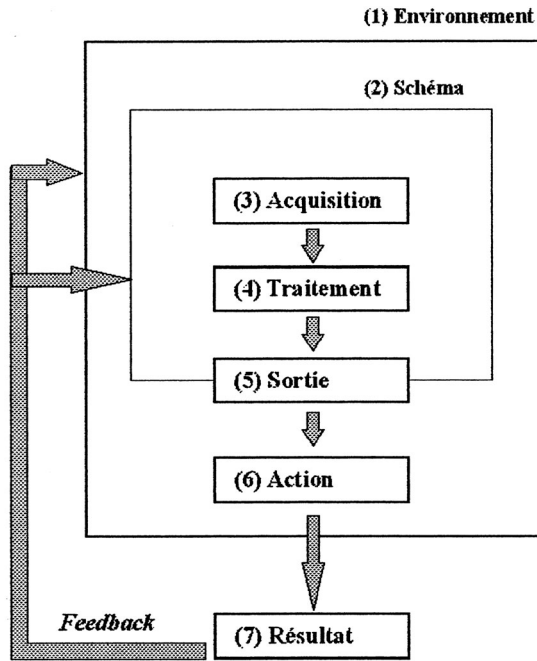 (1) Environnement
(2) Schéma
(3) Acquisition
(4) Traitement
(5) Sortie
(6) Action
Feedback
(7) Résultat